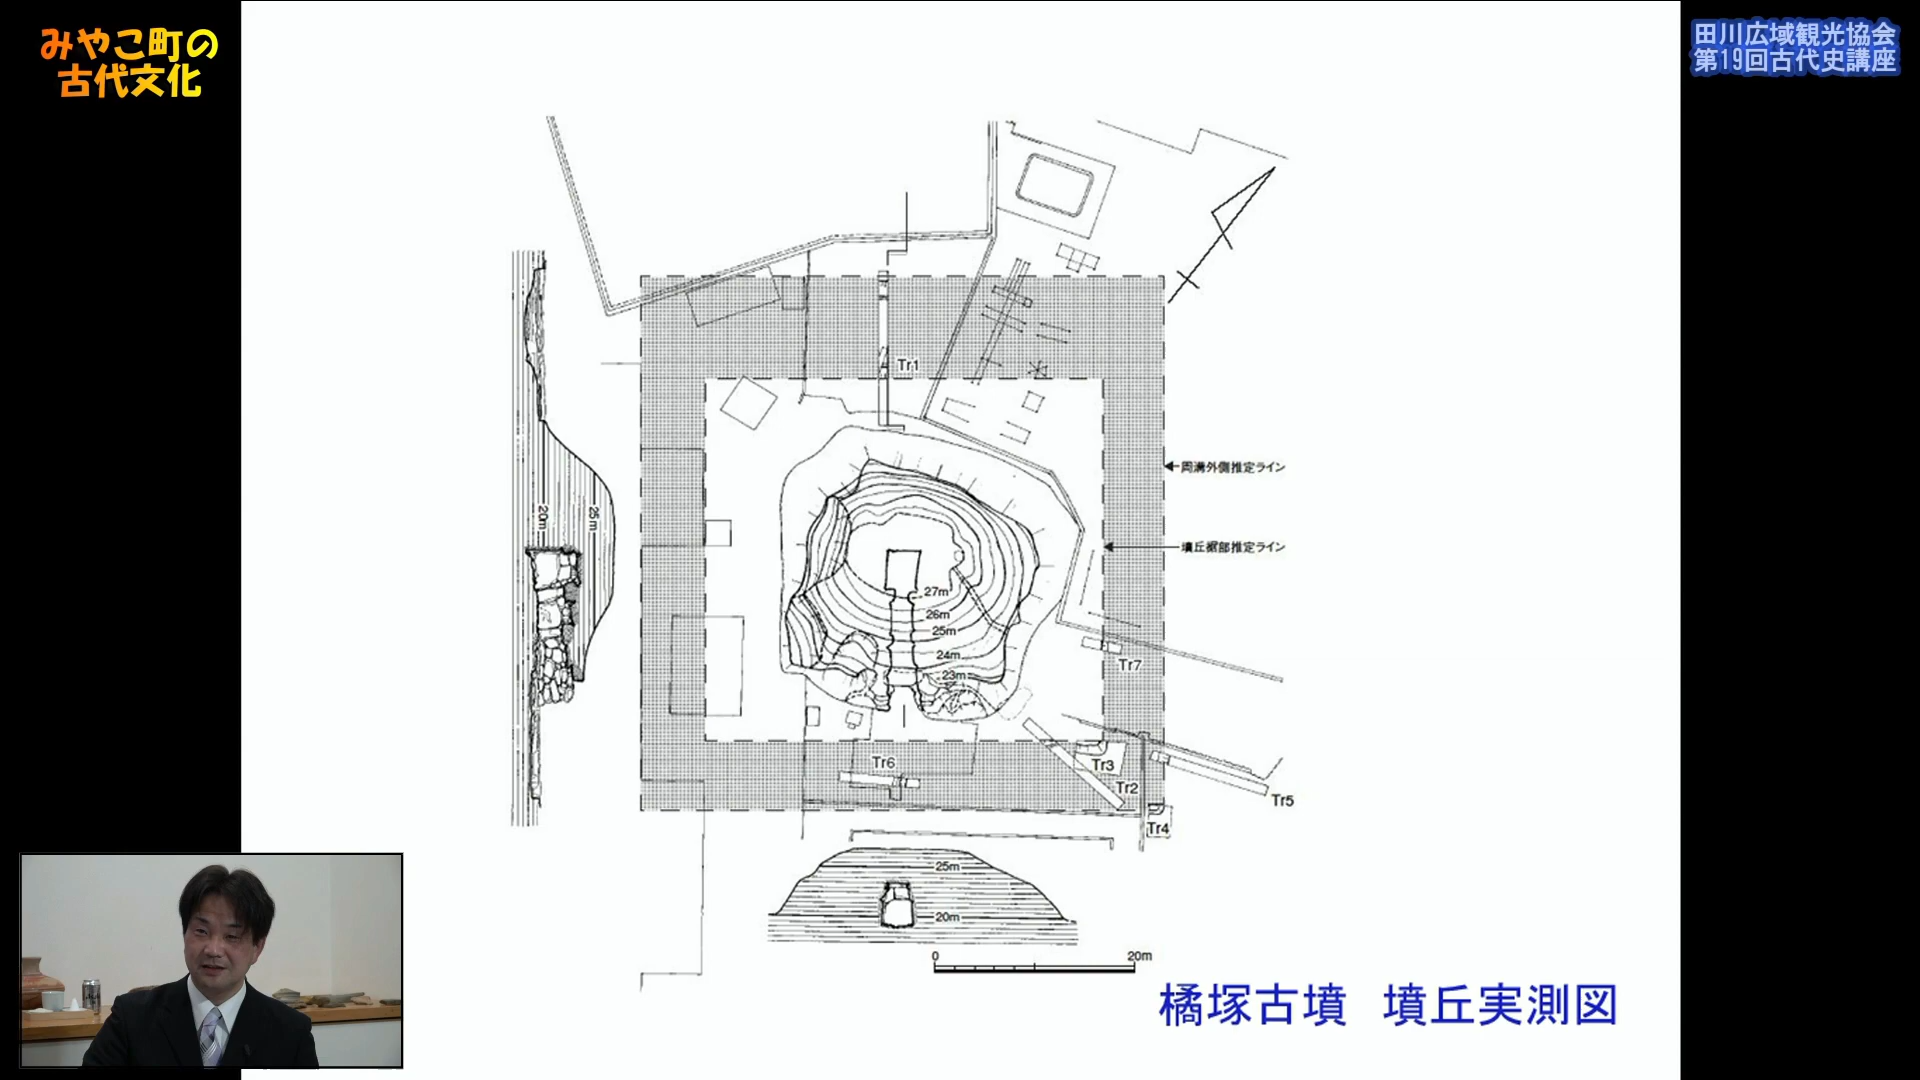 みやこ町の
古代文化
田川広域観光協会
第19回古代史講座
Tr1
周溝外側推定ライン
墳丘裾部推定ライン
20m
25m
27m
26m
25m
24m
23m
Tr7
Tr6
Tr3
Tr2
Tr5
Tr4
25m
20m
0 20m
橘塚古墳 墳丘実測図